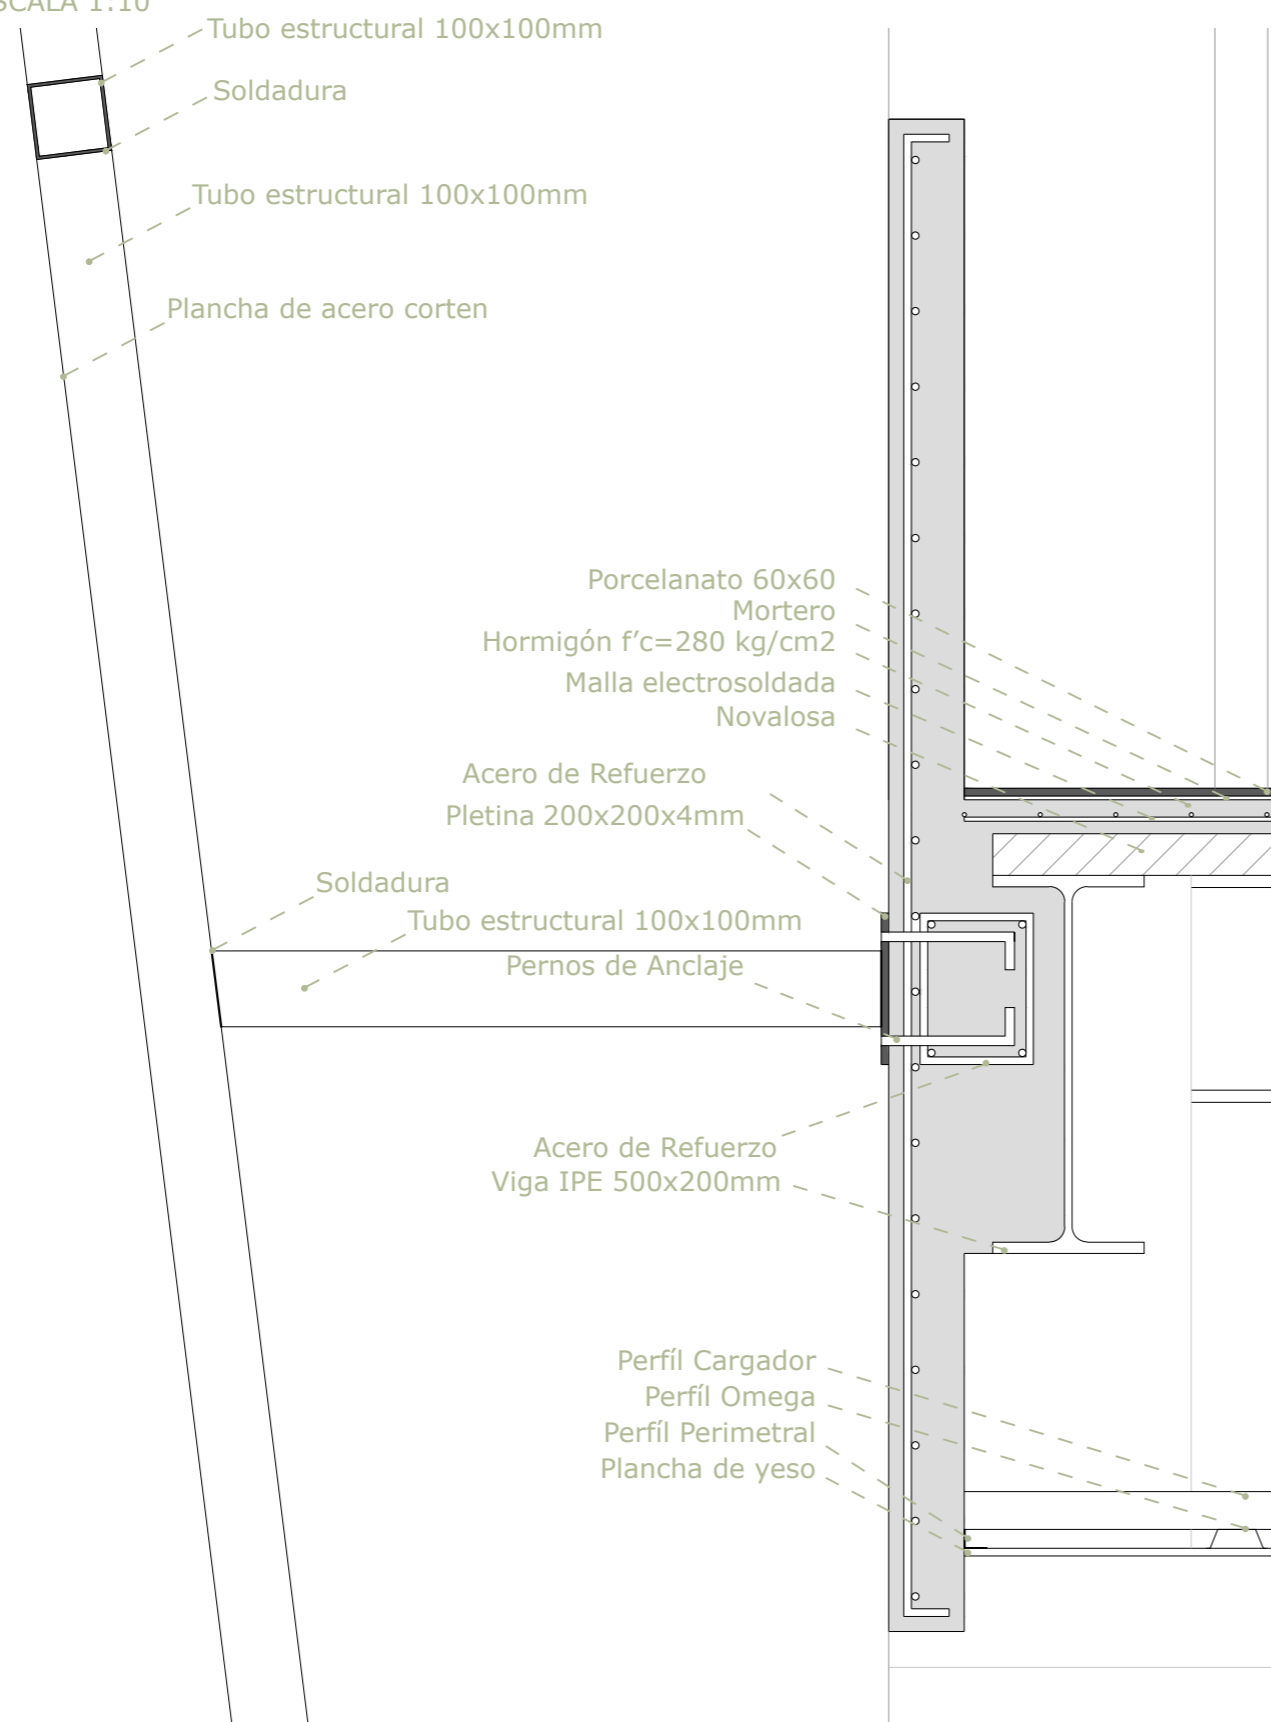 ESCALA 1:10
Tubo estructural 100x100mm
Soldadura
Tubo estructural 100x100mm
Plancha de acero corten
Porcelanato 60x60
Mortero
Hormigón f’c=280 kg/cm2
Malla electrosoldada
Novalosa
Acero de Refuerzo
Pletina 200x200x4mm
Soldadura
Tubo estructural 100x100mm
Pernos de Anclaje
Acero de Refuerzo
Viga IPE 500x200mm
Perfíl Cargador
Perfíl Omega
Perfíl Perimetral
Plancha de yeso